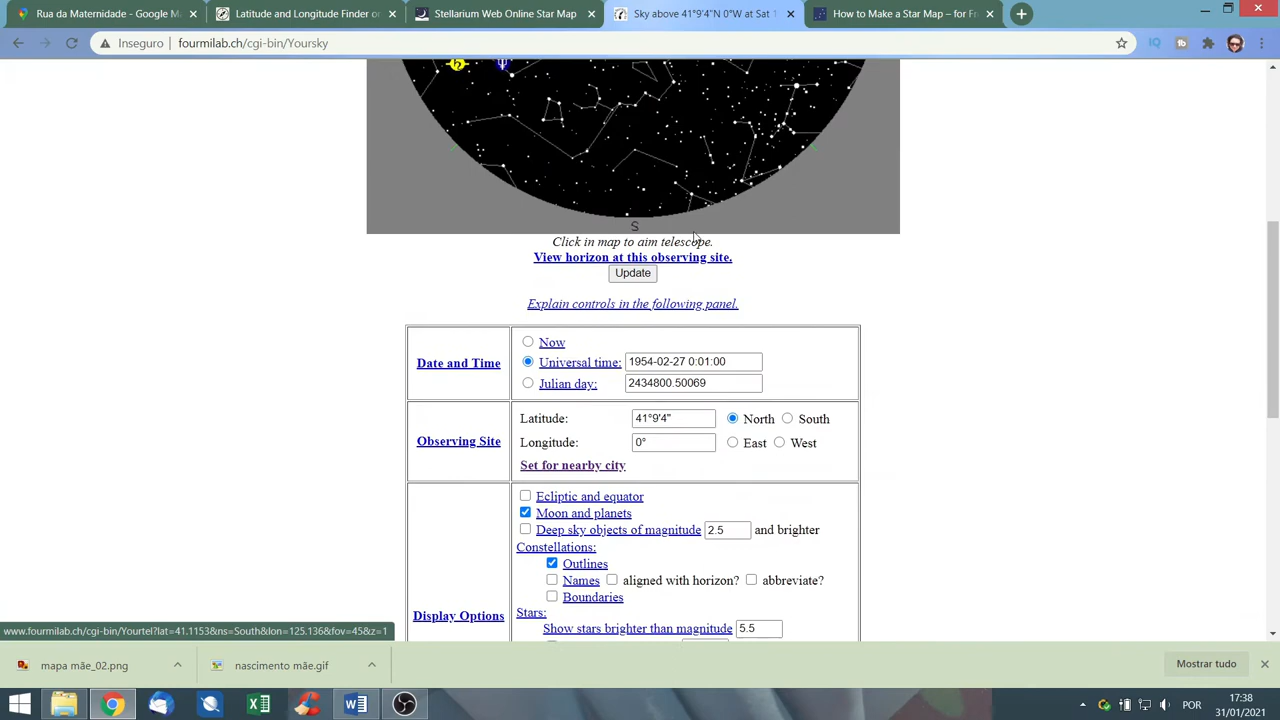 Rua da Maternidade - Google M
Latitude and Longitude Finder o
Stellarium Web Online Star Map
Sky above 41°9'4"N 0°W at Sat 1
How to Make a Star Map – for F
Inseguro | fourmilab.ch/cgi-bin/Yoursky
S
Click in map to aim telescope.
View horizon at this observing site.
Update
Explain controls in the following panel.
Date and Time
Now
Universal time: 1954-02-27 0:01:00
Julian day: 2434800.50069
Observing Site
Latitude: 41°9'4" North South
Longitude: 0° East West
Set for nearby city
Display Options
Ecliptic and equator
Moon and planets
Deep sky objects of magnitude 2.5 and brighter
Constellations:
Outlines
Names aligned with horizon? abbreviate?
Boundaries
Stars:
Show stars brighter than magnitude 5.5
www.fourmilab.ch/cgi-bin/Yourtel?lat=41.1153&ns=South&lon=125.136&fov=45&z=1
mapa mãe_02.png
nascimento mãe.gif
Mostrar tudo
POR
17:38
31/01/2021